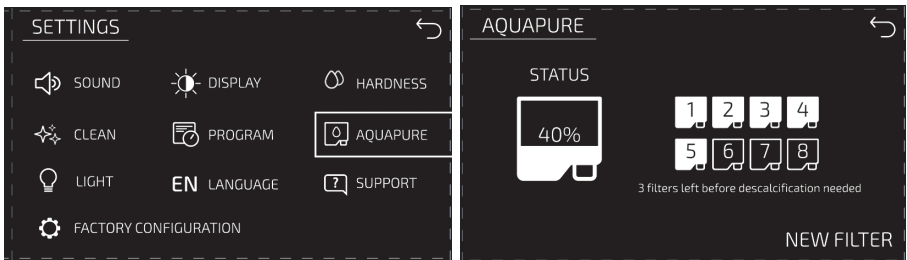 SETTINGS
SOUND DISPLAY HARDNESS
CLEAN PROGRAM AQUAPURE
LIGHT EN LANGUAGE ? SUPPORT
FACTORY CONFIGURATION
AQUAPURE
STATUS
40%
1 2 3 4
5 6 7 8
3 filters left before descalcification needed
NEW FILTER